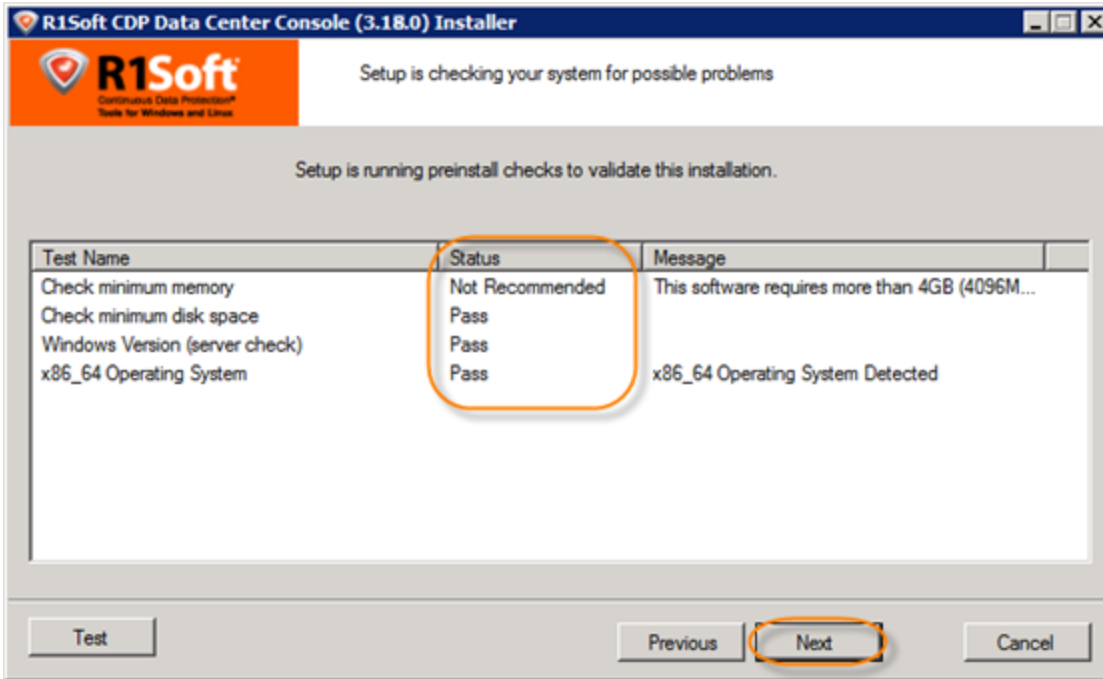 R1Soft CDP Data Center Console (3.18.0) Installer
R1Soft
Continuous Data Protection®
Tools for Windows and Linux
Setup is checking your system for possible problems
Setup is running preinstall checks to validate this installation.
Test Name Status Message
Check minimum memory Not Recommended This software requires more than 4GB (4096M...
Check minimum disk space Pass
Windows Version (server check) Pass
x86_64 Operating System Pass x86_64 Operating System Detected
Test Previous Next Cancel